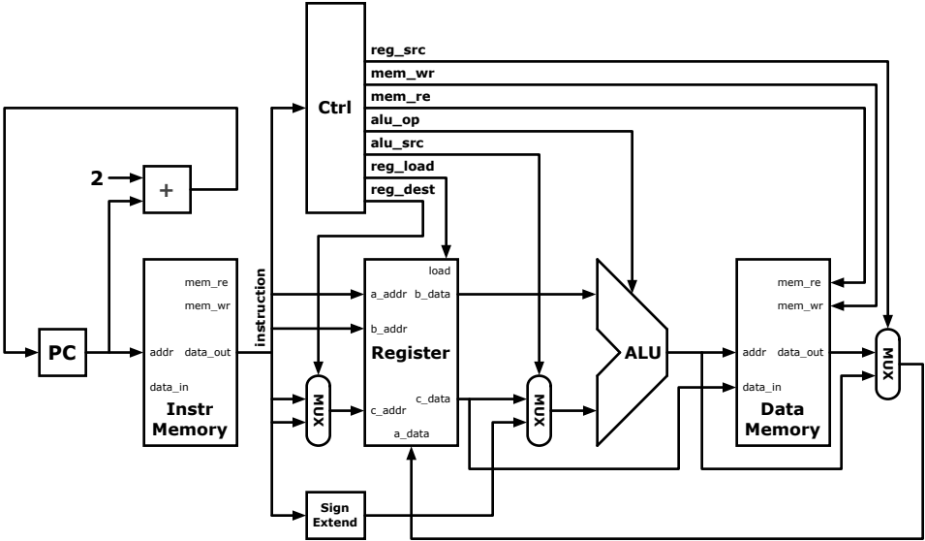 reg_src
mem_wr
mem_re
Ctrl
alu_op
alu_src
reg_load
reg_dest
2
+
instruction
mem_re
mem_wr
addr data_out
data_in
Instr
Memory
PC
load
a_addr b_data
b_addr
Register
c_data
c_addr
a_data
MUX
MUX
ALU
mem_re
mem_wr
addr data_out
data_in
Data
Memory
MUX
Sign
Extend